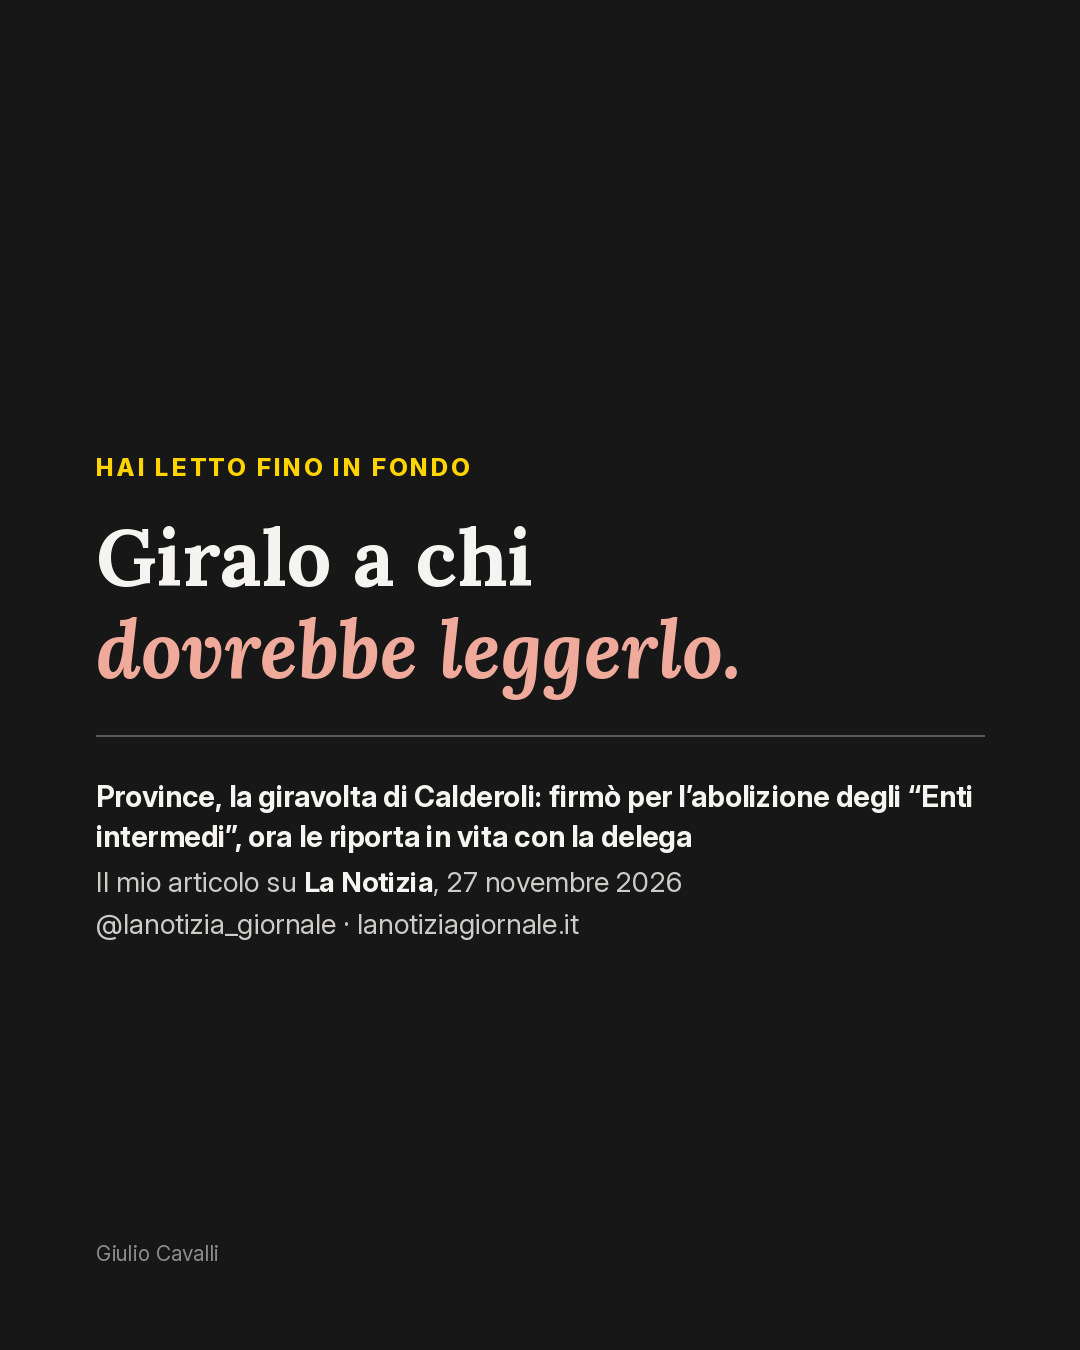 HAI LETTO FINO IN FONDO
Giralo a chi
dovrebbe leggerlo.
Province, la giravolta di Calderoli: firmò per l’abolizione degli “Enti
intermedi”, ora le riporta in vita con la delega
Il mio articolo su La Notizia, 27 novembre 2026
@lanotizia_giornale · lanotiziagiornale.it
Giulio Cavalli